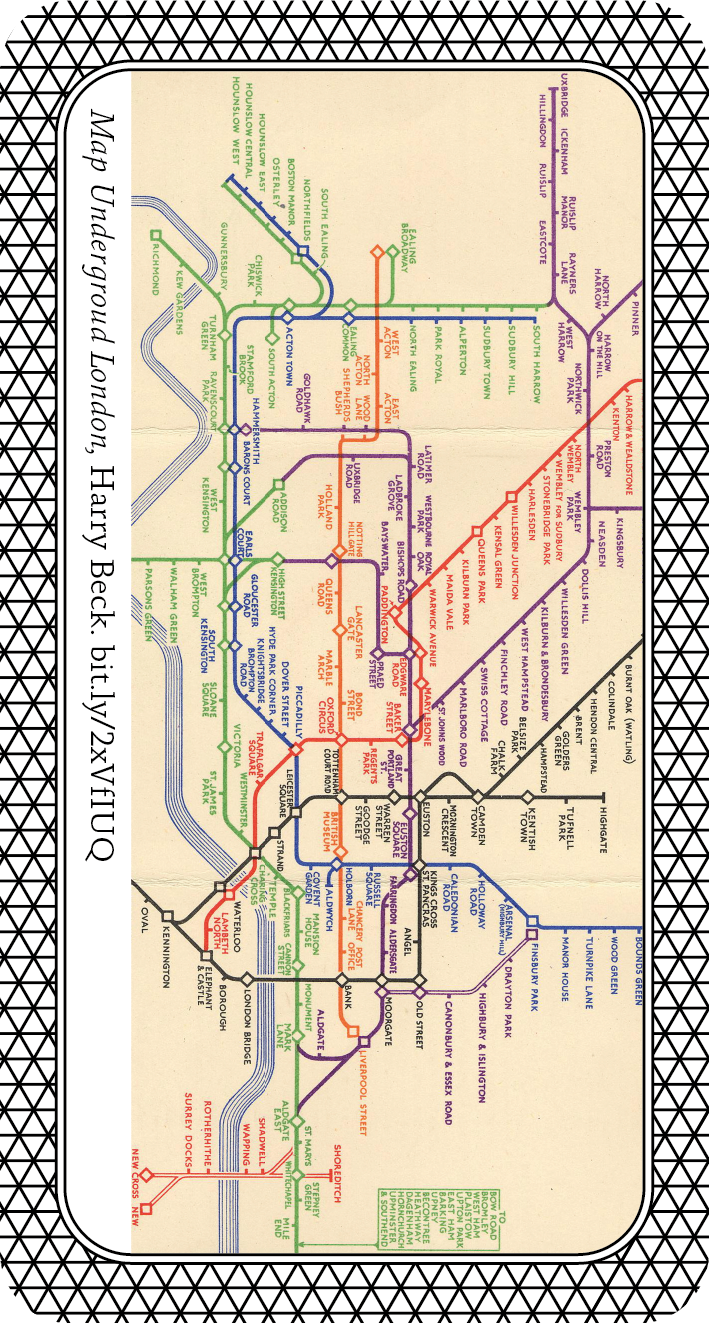 UXBRIDGE
ICKENHAM
HILLINGDON
RUISLIP
RUISLIP
MANOR
EASTCOTE
RAYNERS
LANE
WEST
HARROW
NORTH
HARROW
PINNER
HARROW
ON THE HILL
NORTHWICK
PARK
PRESTON
ROAD
WEMBLEY
PARK
KINGSBURY
NEASDEN
DOLLIS HILL
WILLESDEN GREEN
KILBURN & BRONDESBURY
WEST HAMPSTEAD
FINCHLEY ROAD
SWISS COTTAGE
MARLBORO ROAD
ST JOHNS WOOD
HARROW & WEALDSTONE
KENTON
NORTH
WEMBLEY
WEMBLEY FOR SUDBURY
STONEBRIDGE PARK
HARLESDEN
WILLESDEN JUNCTION
KENSAL GREEN
QUEENS PARK
KILBURN PARK
MAIDA VALE
WARWICK AVENUE
PADDINGTON
EDGWARE
ROAD
MARYLEBONE
BAKER
STREET
REGENTS
PARK
OXFORD
CIRCUS
PICCADILLY
TRAFALGAR
SQUARE
STRAND
CHARING
CROSS
WATERLOO
LAMBETH
NORTH
ELEPHANT
& CASTLE
BURNT OAK (WATLING)
COLINDALE
HENDON CENTRAL
BRENT
GOLDERS
GREEN
HAMPSTEAD
BELSIZE
PARK
CHALK
FARM
CAMDEN
TOWN
HIGHGATE
TUFNELL
PARK
KENTISH
TOWN
MORNINGTON
CRESCENT
EUSTON
WARREN
STREET
GOODGE
STREET
TOTTENHAM
COURT ROAD
LEICESTER
SQUARE
KINGS CROSS
ST. PANCRAS
ANGEL
OLD STREET
MOORGATE
BANK
LONDON BRIDGE
BOROUGH
KENNINGTON
OVAL
BOUNDS GREEN
WOOD GREEN
TURNPIKE LANE
MANOR HOUSE
FINSBURY PARK
ARSENAL
(HIGHBURY HILL)
HOLLOWAY
ROAD
CALEDONIAN
ROAD
RUSSELL
SQUARE
HOLBORN
ALDWYCH
COVENT
GARDEN
DOVER STREET
HYDE PARK CORNER
KNIGHTSBRIDGE
BROMPTON
ROAD
SOUTH
KENSINGTON
GLOUCESTER
ROAD
EARLS
COURT
BARONS COURT
HAMMERSMITH
ACTON TOWN
DRAYTON PARK
HIGHBURY & ISLINGTON
CANONBURY & ESSEX ROAD
SOUTH HARROW
SUDBURY HILL
SUDBURY TOWN
ALPERTON
PARK ROYAL
NORTH EALING
EALING
COMMON
EALING
BROADWAY
SOUTH EALING
NORTHFIELDS
BOSTON MANOR
OSTERLEY
HOUNSLOW EAST
HOUNSLOW CENTRAL
HOUNSLOW WEST
CHISWICK
PARK
SOUTH ACTON
GUNNERSBURY
KEW GARDENS
RICHMOND
TURNHAM
GREEN
STAMFORD
BROOK
RAVENSCOURT
PARK
GOLDHAWK
ROAD
WEST
KENSINGTON
ADDISON
ROAD
UXBRIDGE
ROAD
LATIMER
ROAD
LADBROKE
GROVE
WESTBOURNE
PARK
ROYAL
OAK
BISHOPS ROAD
BAYSWATER
PRAED
STREET
GREAT
PORTLAND
ST.
EUSTON
SQUARE
FARRINGDON
ALDERSGATE
WEST
ACTON
NORTH
ACTON
EAST
ACTON
WOOD
LANE
SHEPHERDS
BUSH
HOLLAND
PARK
NOTTING
HILL GATE
QUEENS
ROAD
LANCASTER
GATE
MARBLE
ARCH
BOND
STREET
BRITISH
MUSEUM
CHANCERY
LANE
POST
OFFICE
LIVERPOOL STREET
HIGH STREET
KENSINGTON
WEST
BROMPTON
WALHAM GREEN
PARSONS GREEN
SLOANE
SQUARE
VICTORIA
ST. JAMES
PARK
WESTMINSTER
TEMPLE
BLACKFRIARS
MANSION
HOUSE
CANNON
STREET
MONUMENT
MARK
LANE
ALDGATE
ALDGATE
EAST
ST. MARYS
WHITECHAPEL
STEPNEY
GREEN
MILE
END
SHOREDITCH
SHADWELL
WAPPING
ROTHERHITHE
SURREY DOCKS
NEW CROSS
NEW
TO
BOW ROAD
BROMLEY
WEST HAM
PLAISTOW
UPTON PARK
EAST HAM
BARKING
UPNEY
BECONTREE
HEATHWAY
DAGENHAM
HORNCHURCH
UPMINSTER
& SOUTHEND
Map Undergroud London, Harry Beck. bit.ly/2xVf1UQ